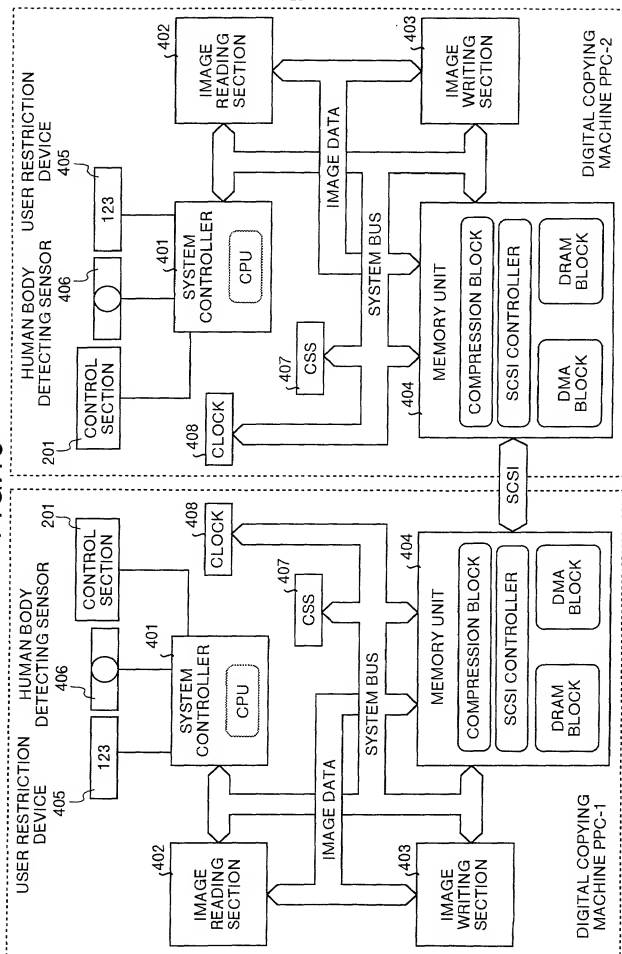 DIGITAL COPYING
MACHINE PPC-1
USER RESTRICTION
DEVICE
405
123
HUMAN BODY
DETECTING SENSOR
406
201
CONTROL
SECTION
401
SYSTEM
CONTROLLER
CPU
402
IMAGE
READING
SECTION
403
IMAGE
WRITING
SECTION
IMAGE DATA
SYSTEM BUS
407
CSS
408
CLOCK
404
MEMORY UNIT
COMPRESSION BLOCK
SCSI CONTROLLER
DRAM
BLOCK
DMA
BLOCK
SCSI
DIGITAL COPYING
MACHINE PPC-2
201
CONTROL
SECTION
HUMAN BODY
DETECTING SENSOR
406
USER RESTRICTION
DEVICE
405
123
401
SYSTEM
CONTROLLER
CPU
402
IMAGE
READING
SECTION
403
IMAGE
WRITING
SECTION
IMAGE DATA
SYSTEM BUS
407
CSS
408
CLOCK
404
MEMORY UNIT
COMPRESSION BLOCK
SCSI CONTROLLER
DMA
BLOCK
DRAM
BLOCK